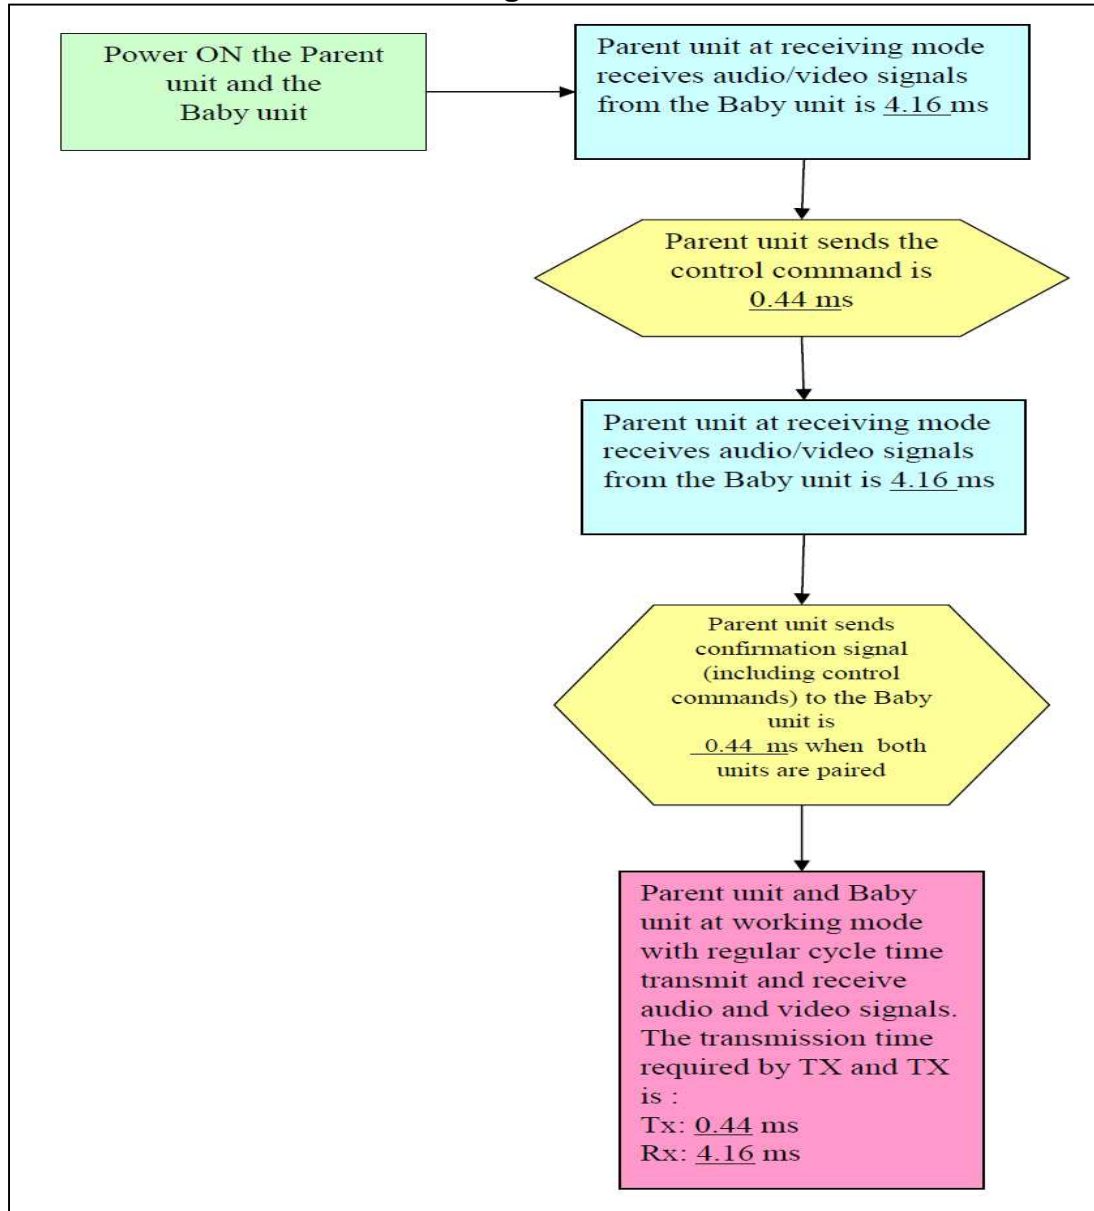 Power ON the Parent
unit and the
Baby unit
Parent unit at receiving mode
receives audio/video signals
from the Baby unit is 4.16 ms
Parent unit sends the
control command is
0.44 ms
Parent unit at receiving mode
receives audio/video signals
from the Baby unit is 4.16 ms
Parent unit sends
confirmation signal
(including control
commands) to the Baby
unit is
0.44 ms when both
units are paired
Parent unit and Baby
unit at working mode
with regular cycle time
transmit and receive
audio and video signals.
The transmission time
required by TX and TX
is :
Tx: 0.44 ms
Rx: 4.16 ms